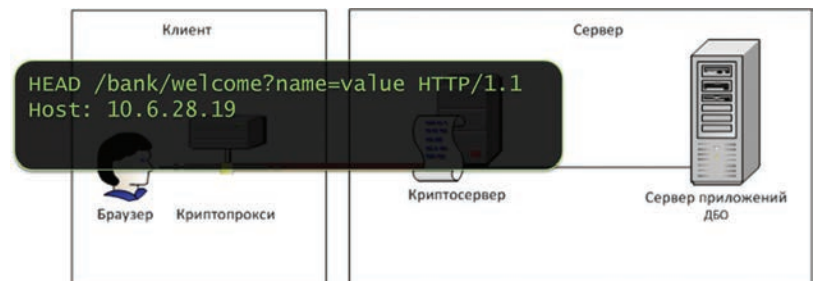 Клиент
Сервер
HEAD /bank/welcome?name=value HTTP/1.1
Host: 10.6.28.19
Браузер
Криптопрокси
Криптосервер
Сервер приложений
ДБО